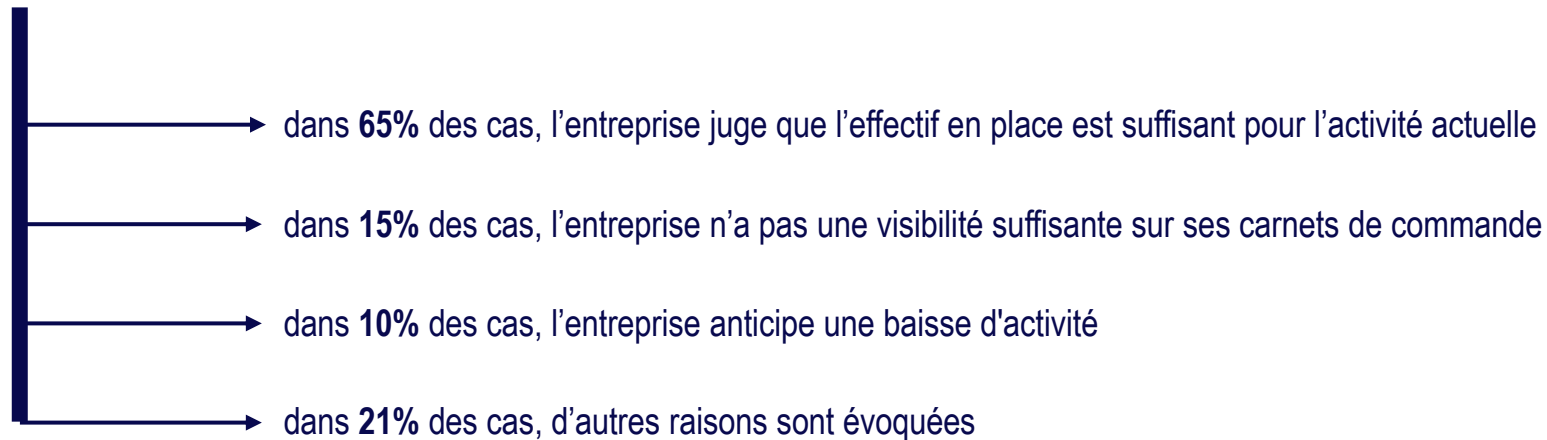 dans 65% des cas, l’entreprise juge que l’effectif en place est suffisant pour l’activité actuelle
dans 15% des cas, l’entreprise n’a pas une visibilité suffisante sur ses carnets de commande
dans 10% des cas, l’entreprise anticipe une baisse d'activité
dans 21% des cas, d’autres raisons sont évoquées